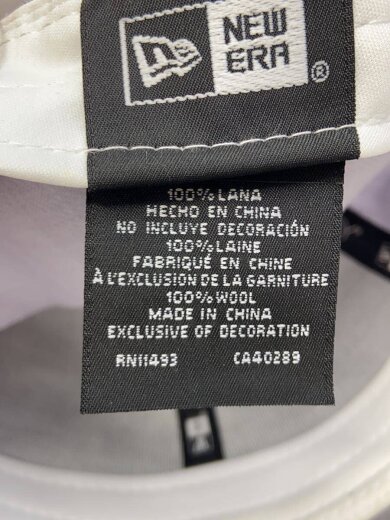 NEW
ERA
®
100% LANA
HECHO EN CHINA
NO INCLUYE DECORACIÓN
100% LAINE
FABRIQUÉ EN CHINE
À L'EXCLUSION DE LA GARNITURE
100% WOOL
MADE IN CHINA
EXCLUSIVE OF DECORATION
RN11493 CA40289